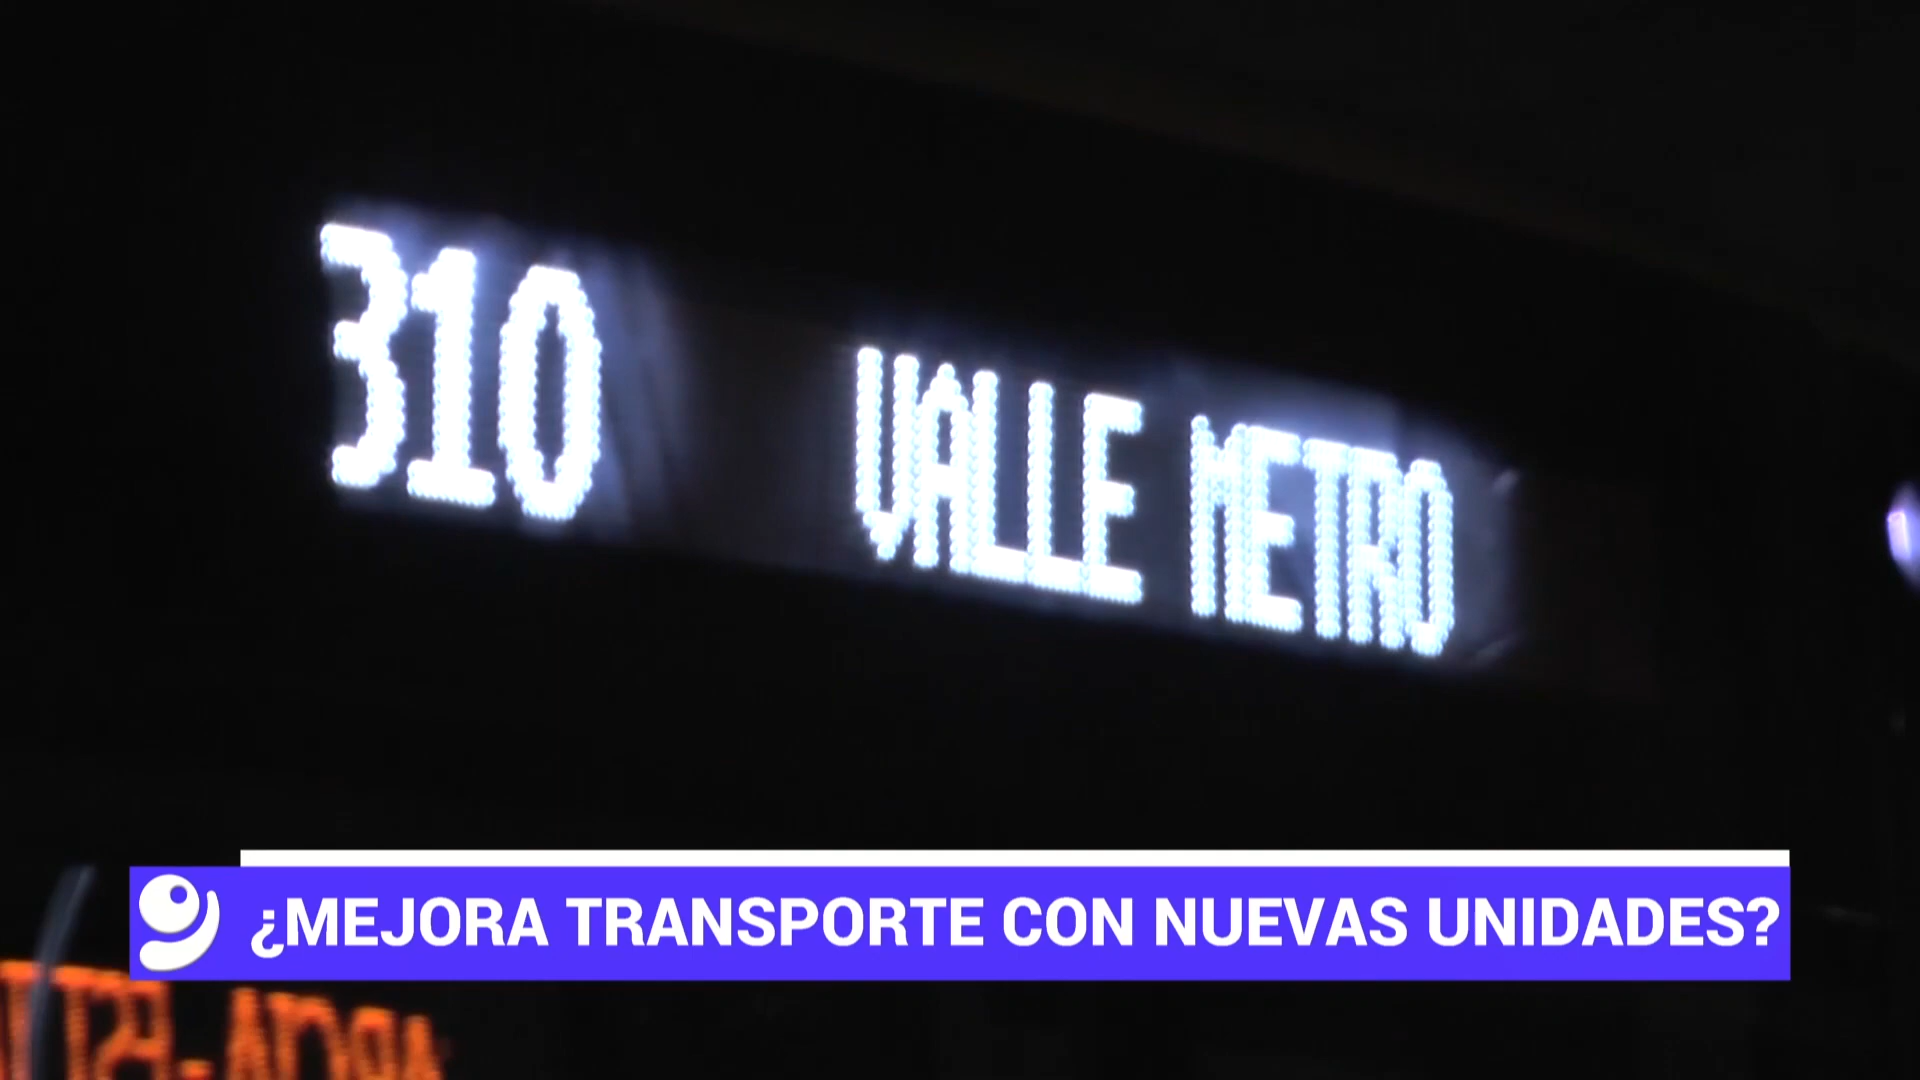 310 VALLE METRO
¿MEJORA TRANSPORTE CON NUEVAS UNIDADES?